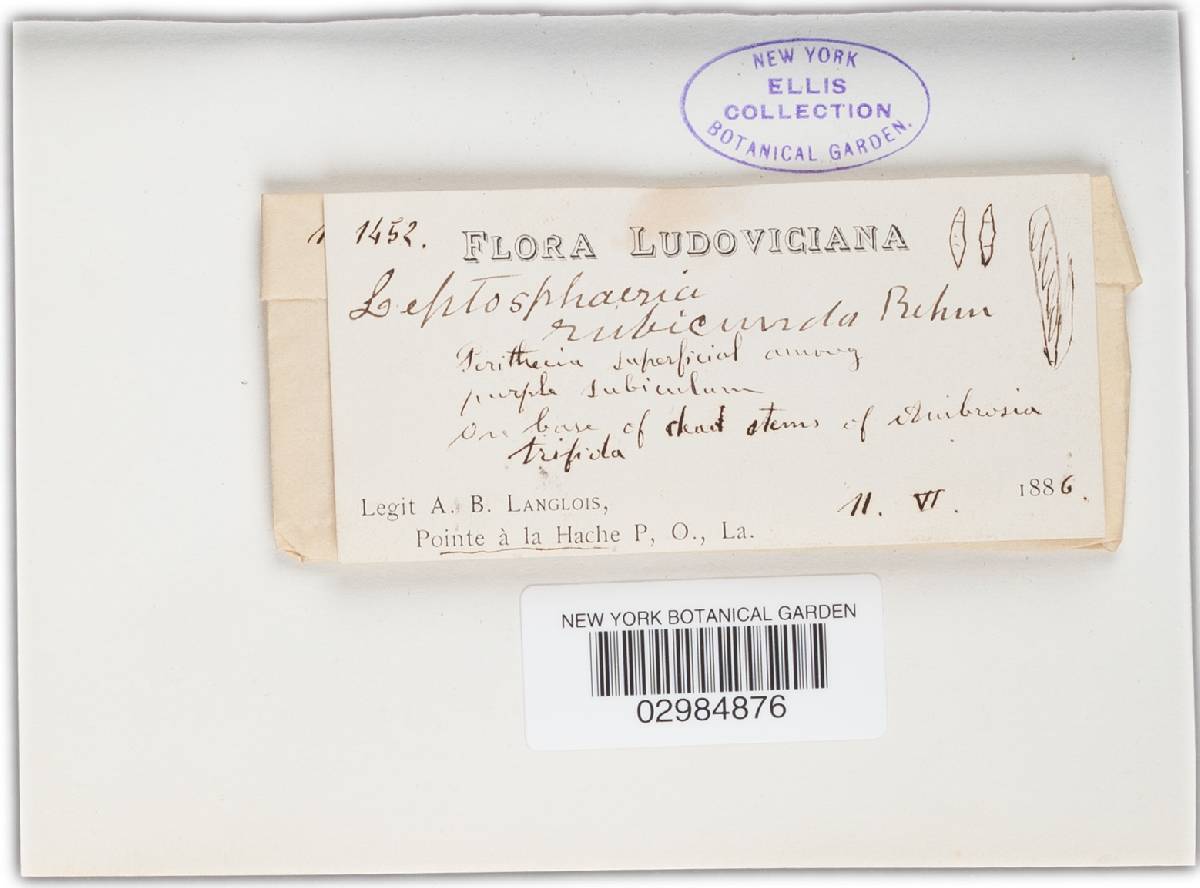 NEW YORK
ELLIS
COLLECTION
BOTANICAL GARDEN.
1452.
FLORA LUDOVICIANA
Leptosphaeria
rubicunda Rehm
Perithecia superficial among
purple subiculum
on base of dead stems of Ambrosia
trifida
Legit A. B. LANGLOIS,
11. VI. 1886.
Pointe à la Hache P, O., La.
NEW YORK BOTANICAL GARDEN
02984876